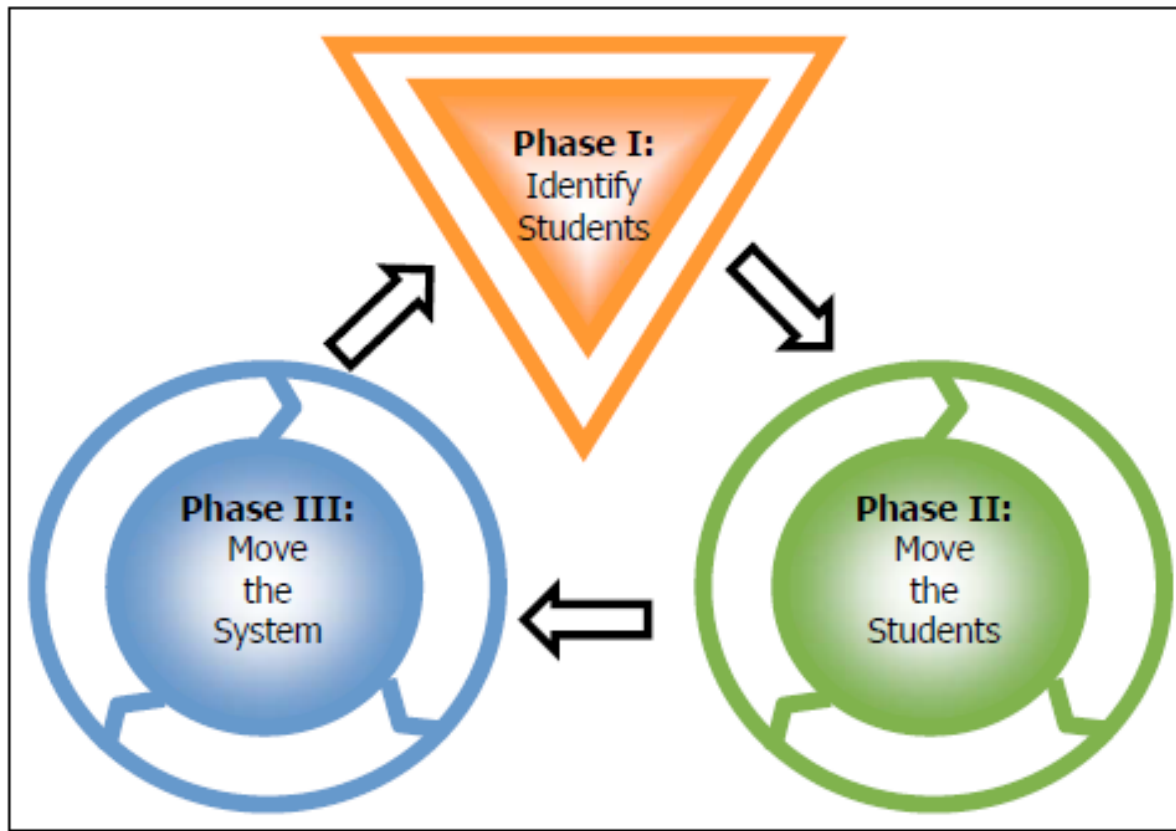 Phase I:
Identify
Students
Phase II:
Move
the
Students
Phase III:
Move
the
System